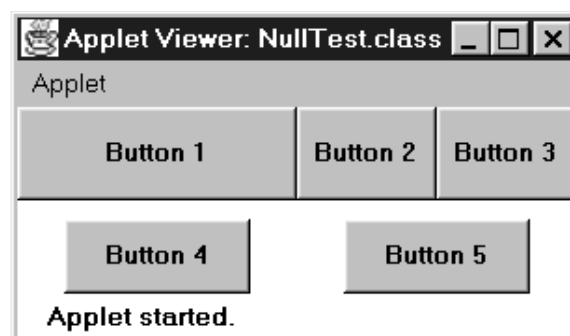 Applet Viewer: NullTest.class
Applet
Button 1 Button 2 Button 3
Button 4 Button 5
Applet started.